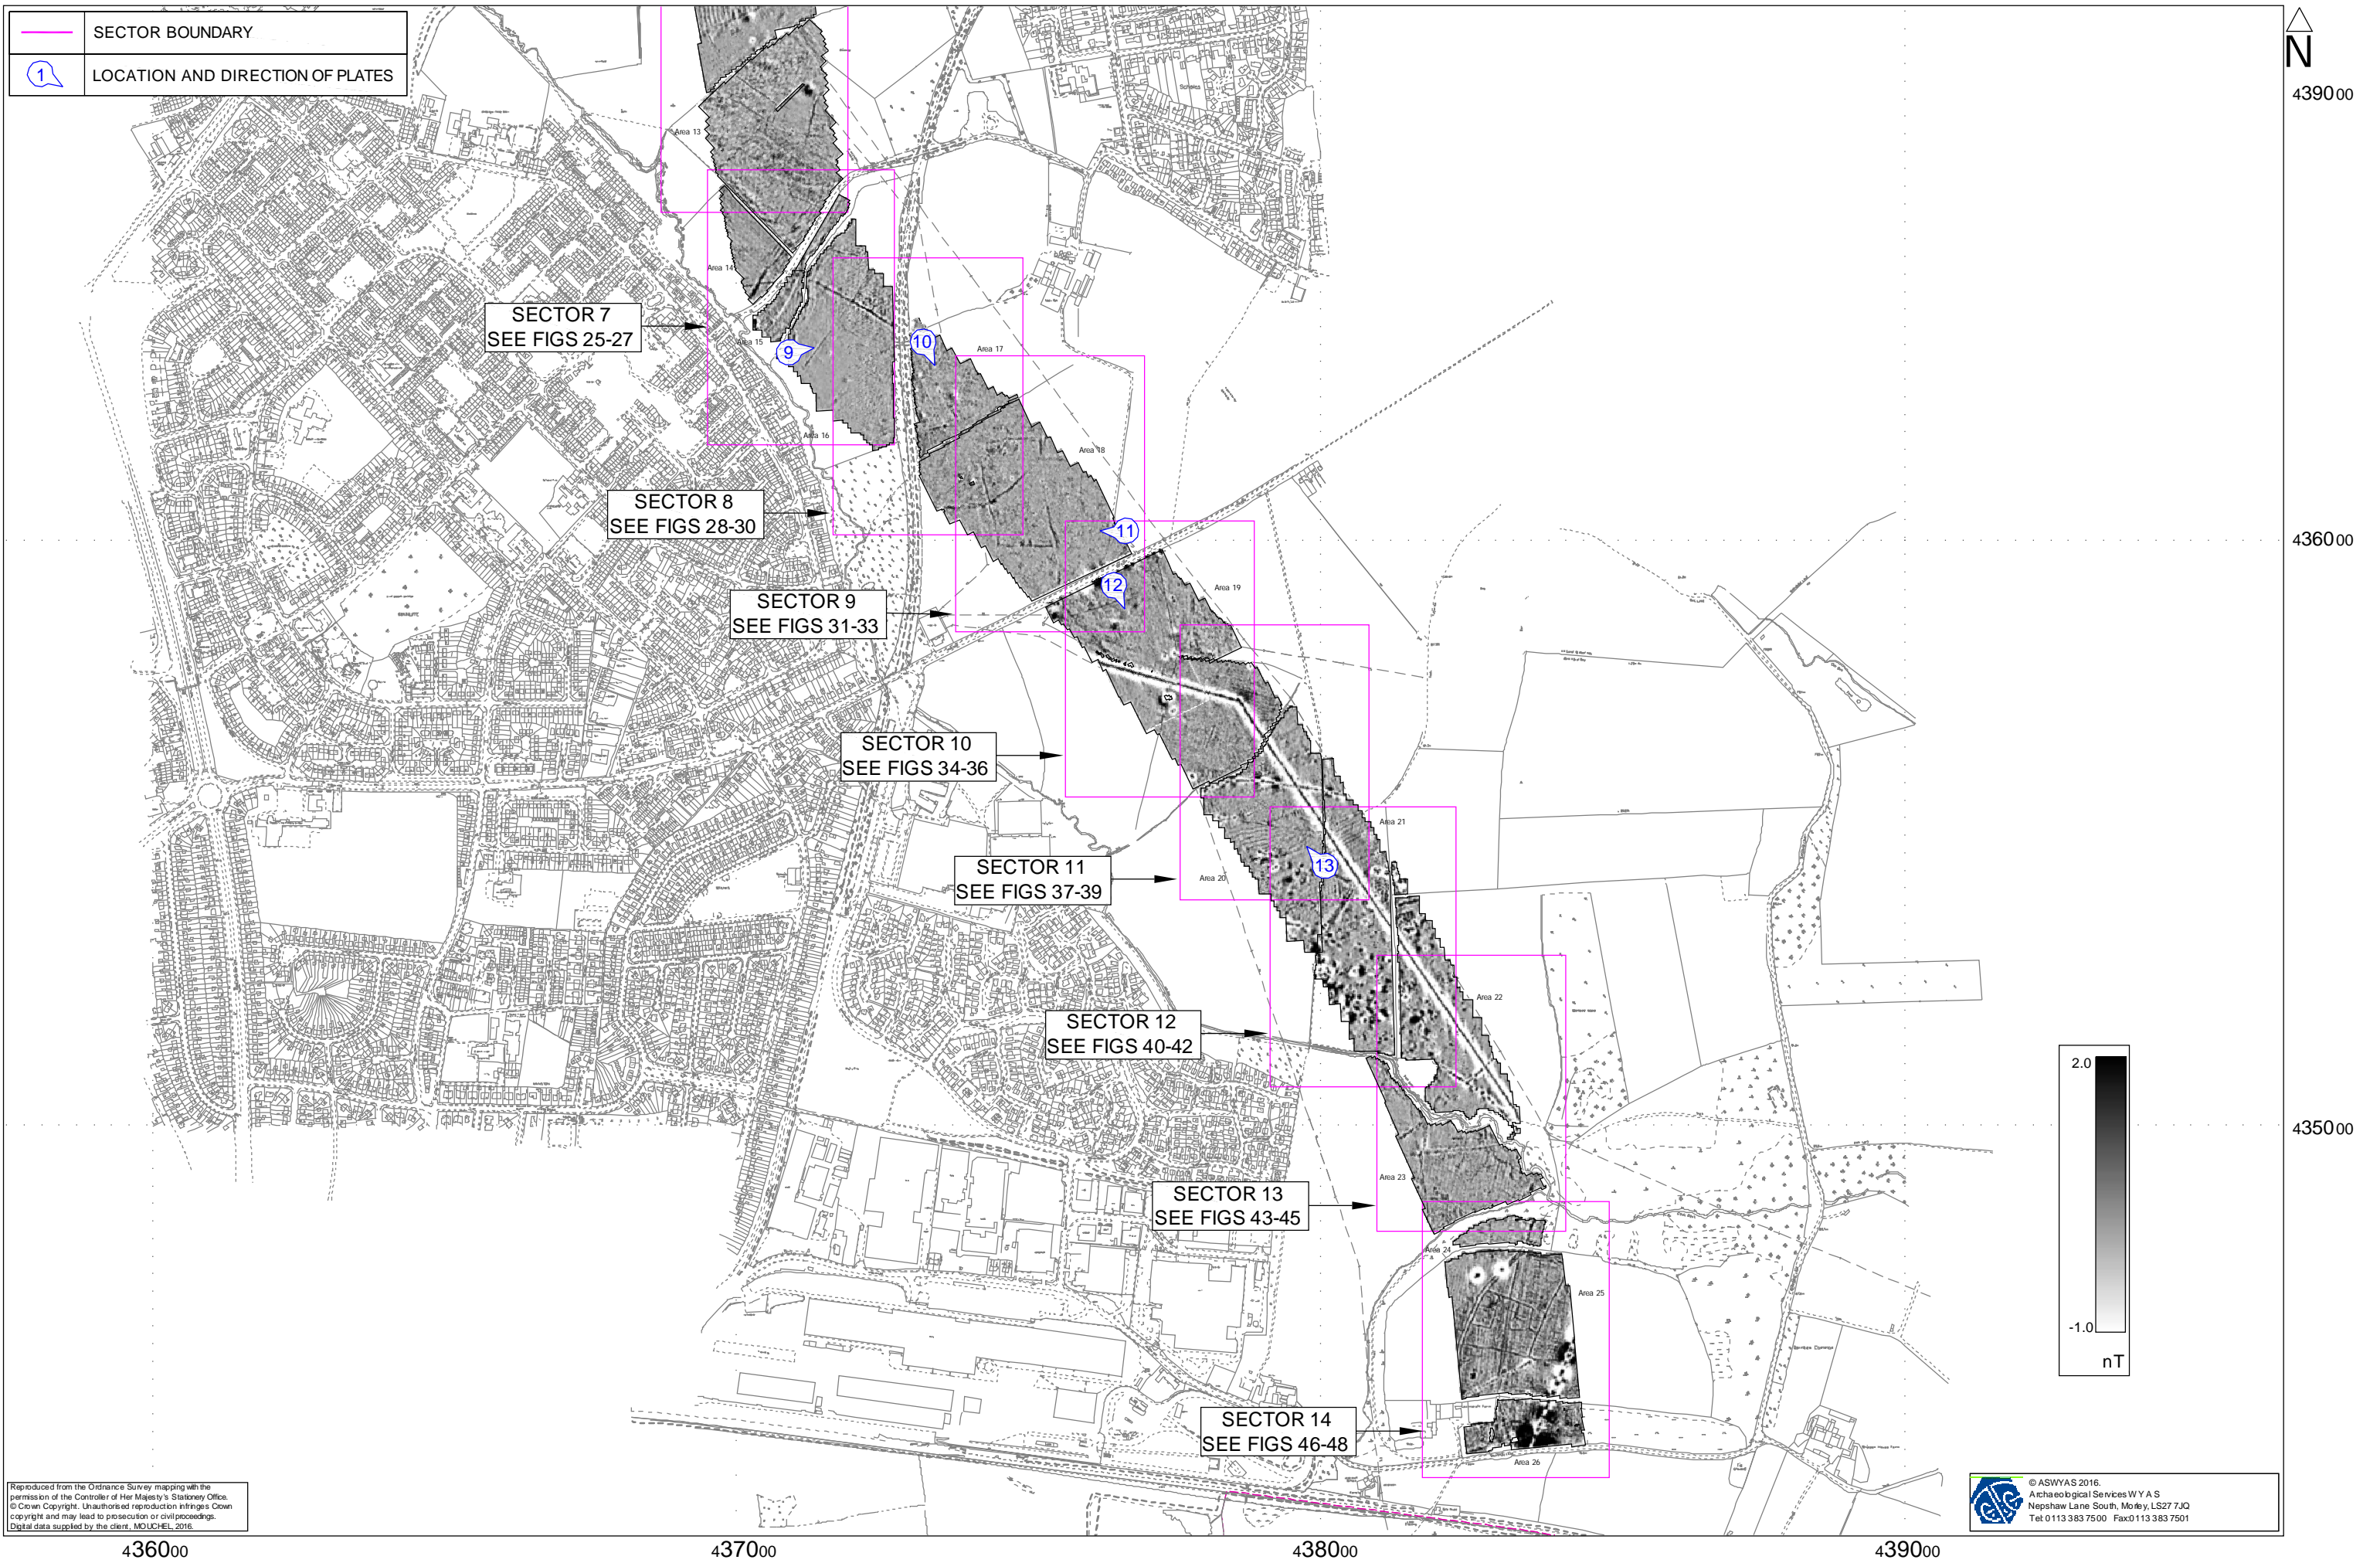 SECTOR BOUNDARY
1
LOCATION AND DIRECTION OF PLATES
N
439000
Area 13
Area 14
SECTOR 7
SEE FIGS 25-27
Area 15
9
10
Area 17
Area 16
Area 18
SECTOR 8
SEE FIGS 28-30
11
436000
12
Area 19
SECTOR 9
SEE FIGS 31-33
SECTOR 10
SEE FIGS 34-36
Area 21
13
SECTOR 11
SEE FIGS 37-39
Area 20
Area 22
SECTOR 12
SEE FIGS 40-42
2.0
435000
Area 23
SECTOR 13
SEE FIGS 43-45
Area 24
Area 25
-1.0
nT
SECTOR 14
SEE FIGS 46-48
Area 26
Reproduced from the Ordnance Survey mapping with the
permission of the Controller of Her Majesty's Stationery Office.
© Crown Copyright. Unauthorised reproduction infringes Crown
copyright and may lead to prosecution or civil proceedings.
Digital data supplied by the client, MOUCHEL, 2016.
© ASWYAS 2016.
Archaeological Services W Y A S
Nepshaw Lane South, Morley, LS27 7JQ
Tel: 0113 383 7500 Fax:0113 383 7501
436000
437000
438000
439000